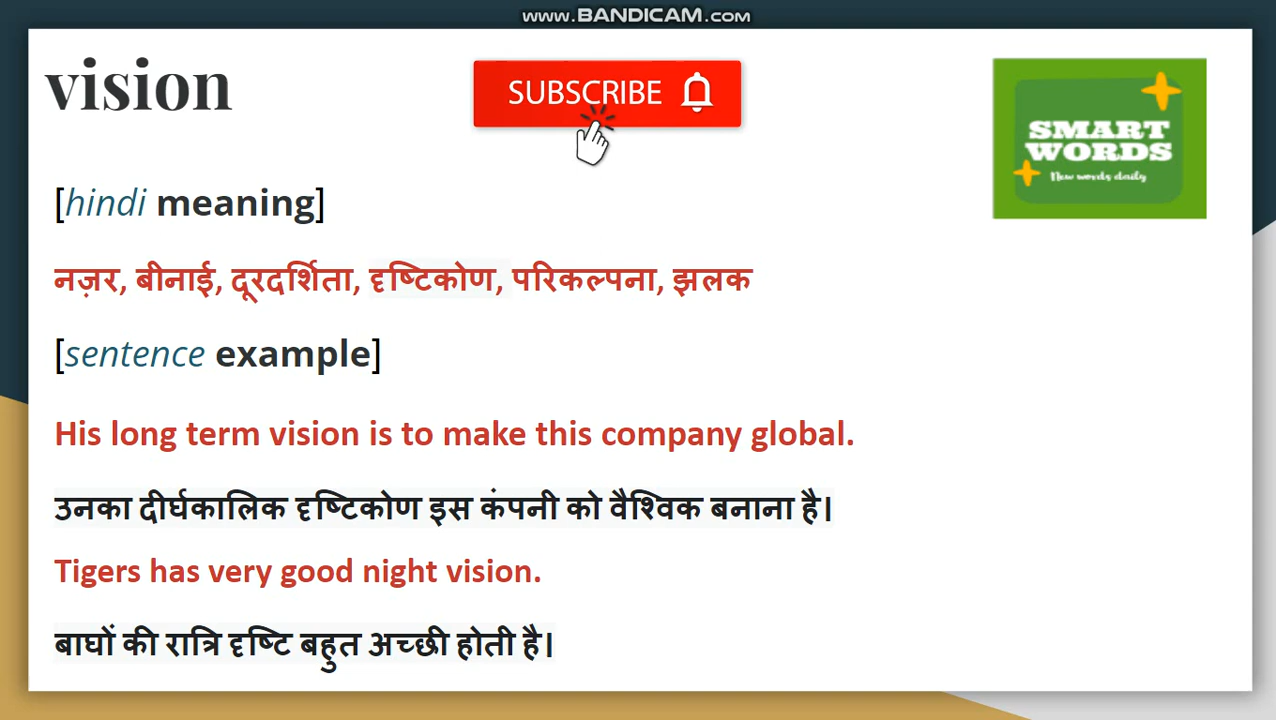 www.BANDICAM.com
vision
SUBSCRIBE
SMART
WORDS
New words daily
[hindi meaning]
नज़र, बीनाई, दूरदर्शिता, दृष्टिकोण, परिकल्पना, झलक
[sentence example]
His long term vision is to make this company global.
उनका दीर्घकालिक दृष्टिकोण इस कंपनी को वैश्विक बनाना है।
Tigers has very good night vision.
बाघों की रात्रि दृष्टि बहुत अच्छी होती है।